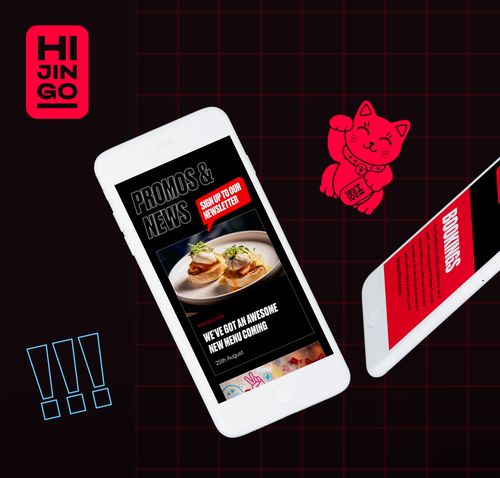 HI
JIN
GO
PROMOS &
NEWS
SIGN UP TO OUR
NEWSLETTER
PROMOTION
WE'VE GOT AN AWESOME
NEW MENU COMING
25th August
BOOKINGS
!!!